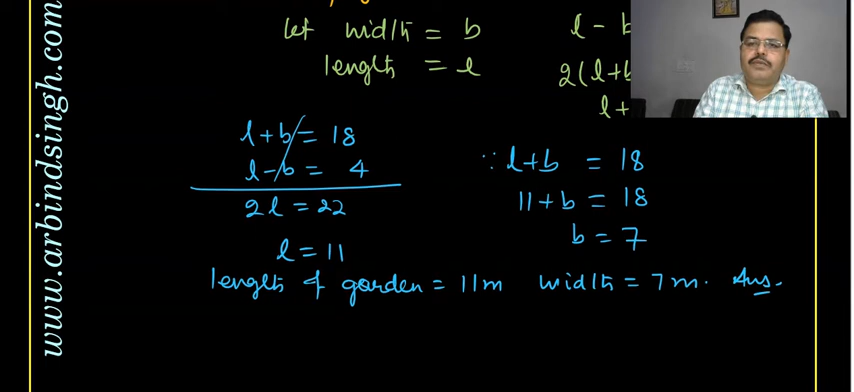 let width = b
length = l
l - b
2(l+b
l+
l+b = 18
l-b = 4
2l = 22
l = 11
∵ l+b = 18
11+b = 18
b = 7
length of garden = 11m width = 7m. Ans.
www.arbindsingh.com